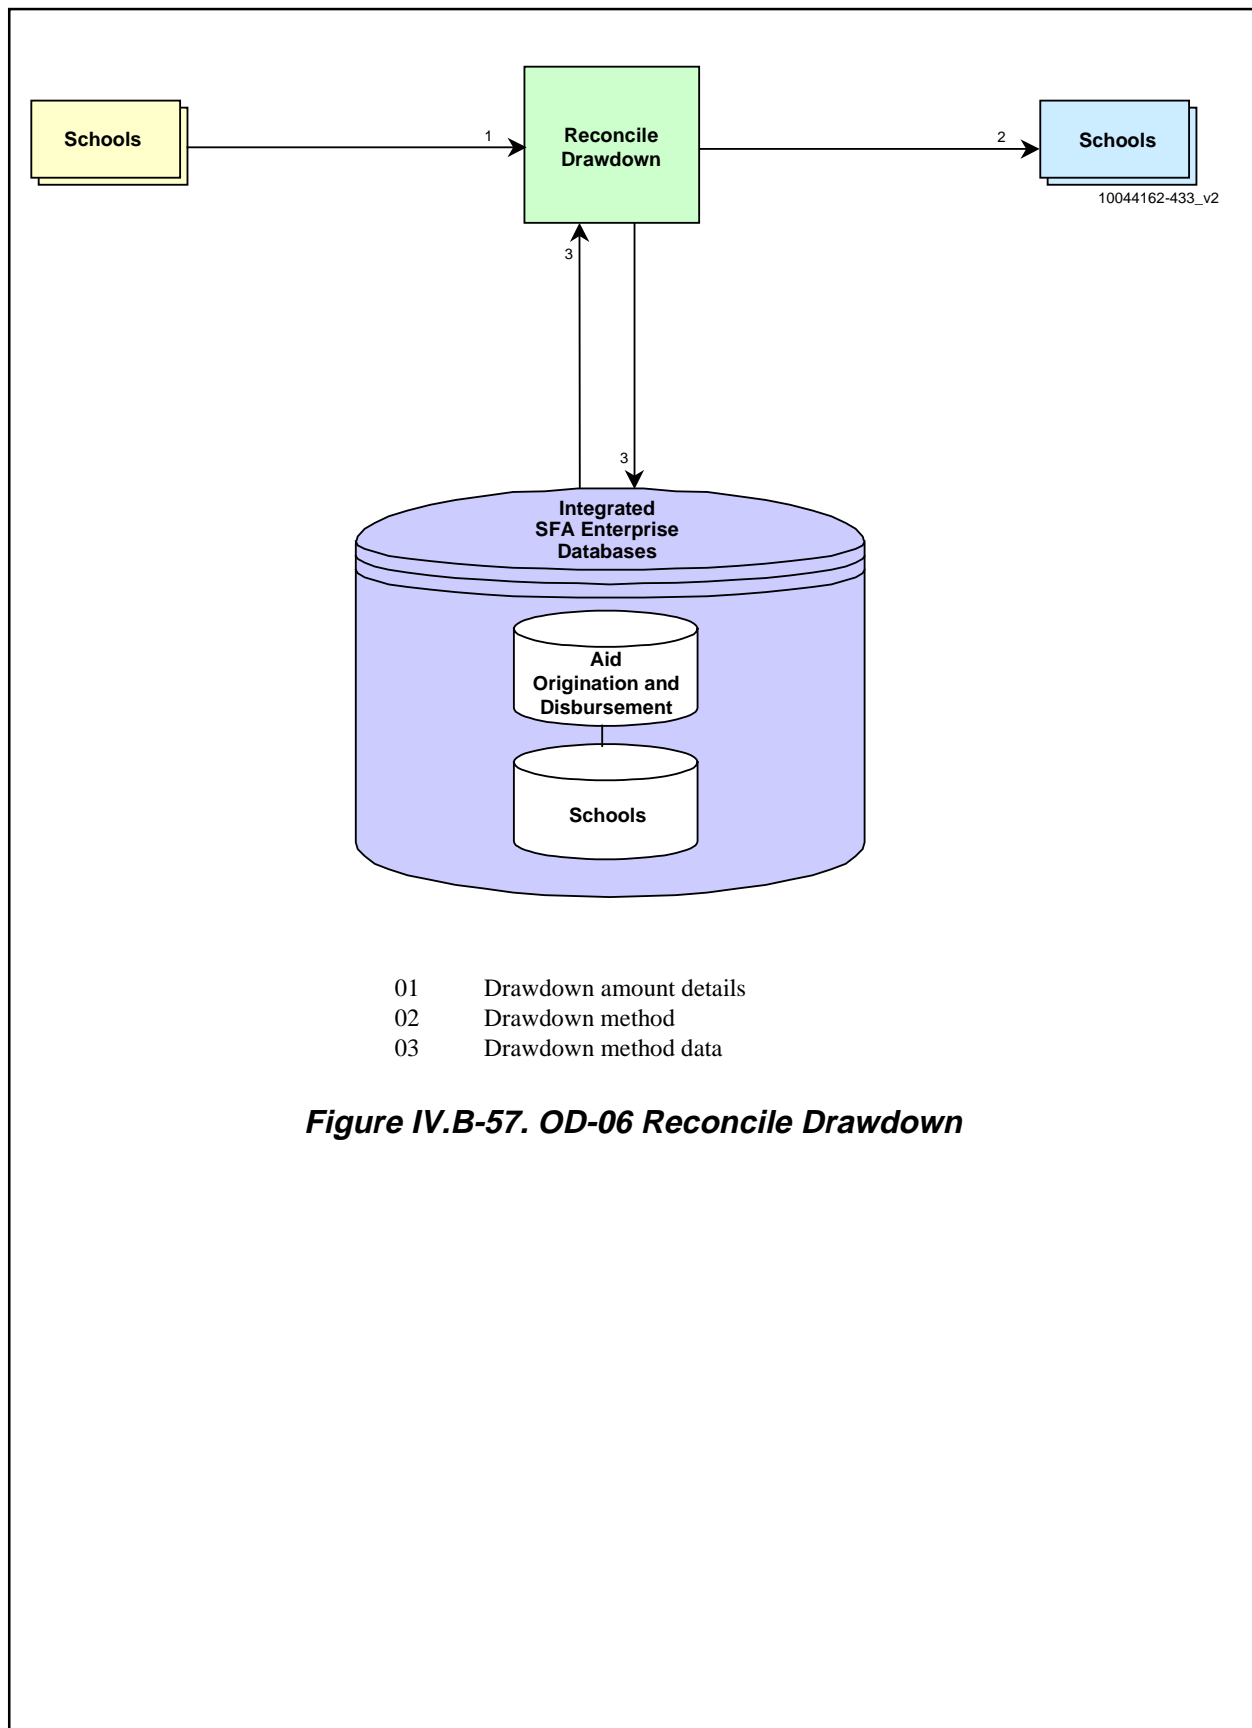 Schools
1
Reconcile
Drawdown
2
Schools
10044162-433_v2
3
3
Integrated
SFA Enterprise
Databases
Aid
Origination and
Disbursement
Schools
01 Drawdown amount details
02 Drawdown method
03 Drawdown method data
Figure IV.B-57. OD-06 Reconcile Drawdown